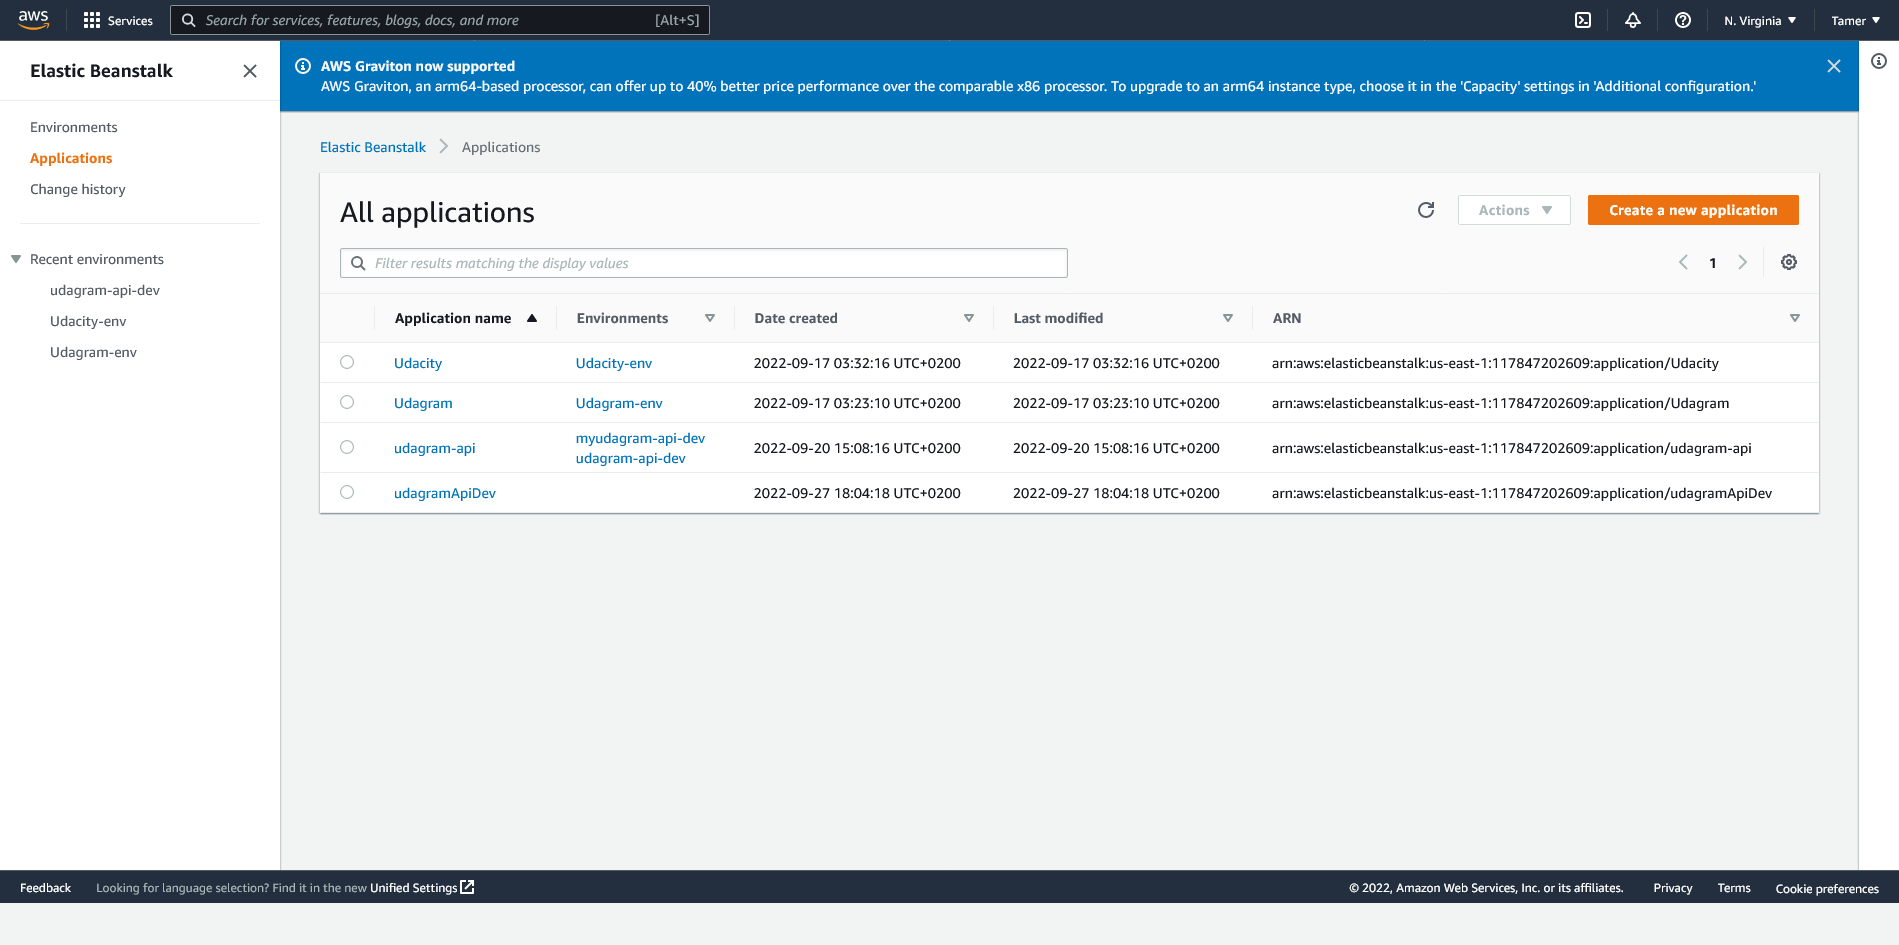 aws
Services
Search for services, features, blogs, docs, and more
[Alt+S]
N. Virginia
Tamer
Elastic Beanstalk
Environments
Applications
Change history
Recent environments
udagram-api-dev
Udacity-env
Udagram-env
AWS Graviton now supported
AWS Graviton, an arm64-based processor, can offer up to 40% better price performance over the comparable x86 processor. To upgrade to an arm64 instance type, choose it in the 'Capacity' settings in 'Additional configuration.'
Elastic Beanstalk Applications
All applications
Actions
Create a new application
Filter results matching the display values
1
Application name Environments Date created Last modified ARN
Udacity Udacity-env 2022-09-17 03:32:16 UTC+0200 2022-09-17 03:32:16 UTC+0200 arn:aws:elasticbeanstalk:us-east-1:117847202609:application/Udacity
Udagram Udagram-env 2022-09-17 03:23:10 UTC+0200 2022-09-17 03:23:10 UTC+0200 arn:aws:elasticbeanstalk:us-east-1:117847202609:application/Udagram
myudagram-api-dev
udagram-api udagram-api-dev 2022-09-20 15:08:16 UTC+0200 2022-09-20 15:08:16 UTC+0200 arn:aws:elasticbeanstalk:us-east-1:117847202609:application/udagram-api
udagramApiDev 2022-09-27 18:04:18 UTC+0200 2022-09-27 18:04:18 UTC+0200 arn:aws:elasticbeanstalk:us-east-1:117847202609:application/udagramApiDev
Feedback Looking for language selection? Find it in the new Unified Settings
© 2022, Amazon Web Services, Inc. or its affiliates. Privacy Terms Cookie preferences